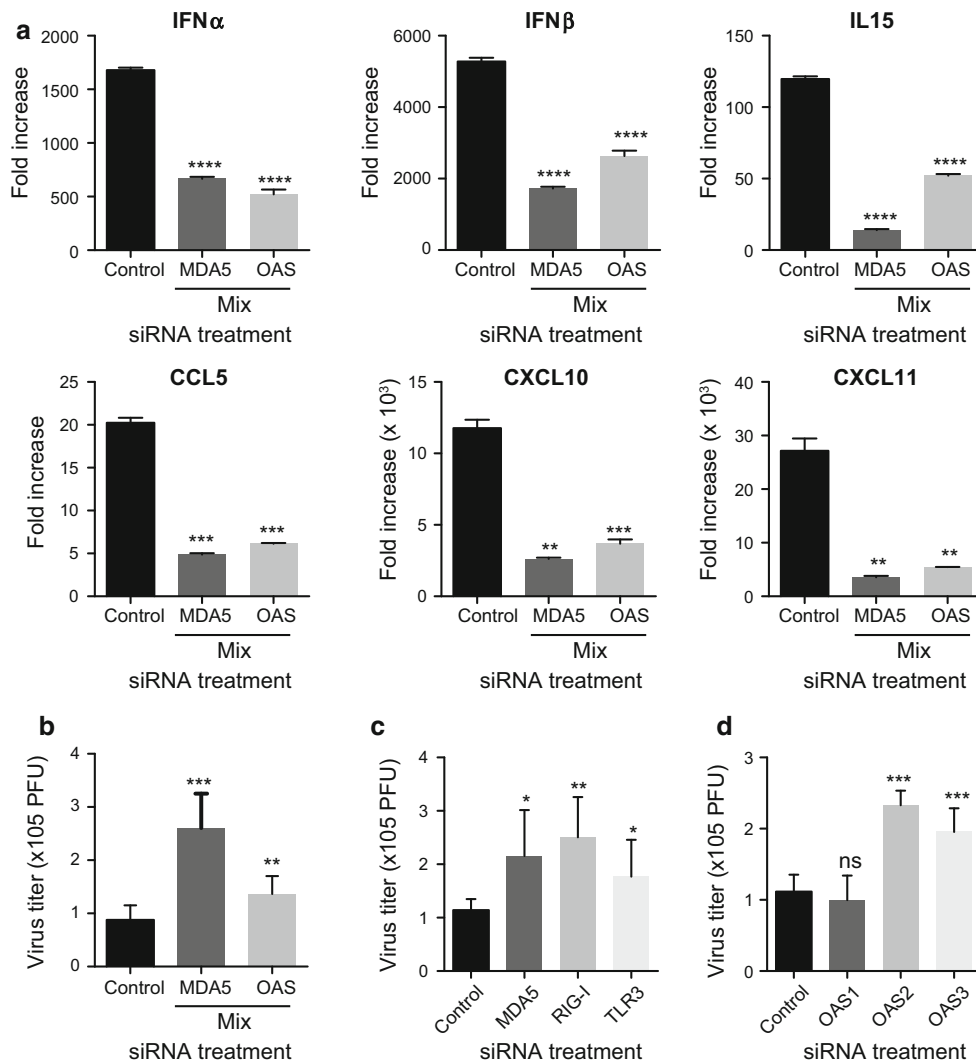 a
IFNα
Fold increase
2000
1500
1000
500
0
****
****
Control MDA5 OAS
Mix
siRNA treatment
IFNβ
Fold increase
6000
4000
2000
0
****
****
Control MDA5 OAS
Mix
siRNA treatment
IL15
Fold increase
150
100
50
0
****
****
Control MDA5 OAS
Mix
siRNA treatment
CCL5
Fold increase
25
20
15
10
5
0
***
***
Control MDA5 OAS
Mix
siRNA treatment
CXCL10
Fold increase (x 10³)
15
12
5
0
**
***
Control MDA5 OAS
Mix
siRNA treatment
CXCL11
Fold increase (x 10³)
40
30
20
10
0
**
**
Control MDA5 OAS
Mix
siRNA treatment
b
Virus titer (x105 PFU)
4
3
2
1
0
***
**
Control MDA5 OAS
Mix
siRNA treatment
c
Virus titer (x105 PFU)
4
3
2
1
0
*
**
*
Control MDA5 RIG-I TLR3
siRNA treatment
d
Virus titer (x105 PFU)
3
2
1
0
ns
***
***
Control OAS1 OAS2 OAS3
siRNA treatment